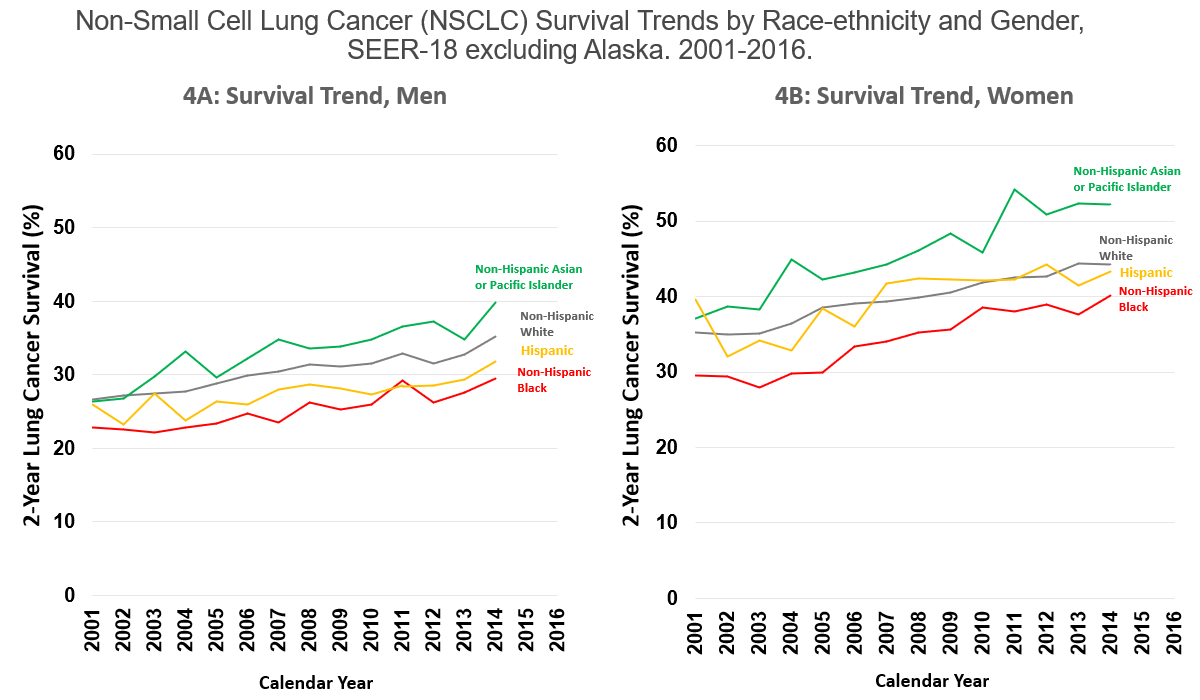 Non-Small Cell Lung Cancer (NSCLC) Survival Trends by Race-ethnicity and Gender,
SEER-18 excluding Alaska. 2001-2016.
4A: Survival Trend, Men
2-Year Lung Cancer Survival (%)
60
50
40
30
20
10
0
Non-Hispanic Asian
or Pacific Islander
Non-Hispanic
White
Hispanic
Non-Hispanic
Black
2001
2002
2003
2004
2005
2006
2007
2008
2009
2010
2011
2012
2013
2014
2015
2016
Calendar Year
4B: Survival Trend, Women
2-Year Lung Cancer Survival (%)
60
50
40
30
20
10
0
Non-Hispanic Asian
or Pacific Islander
Non-Hispanic
White
Hispanic
Non-Hispanic
Black
2001
2002
2003
2004
2005
2006
2007
2008
2009
2010
2011
2012
2013
2014
2015
2016
Calendar Year